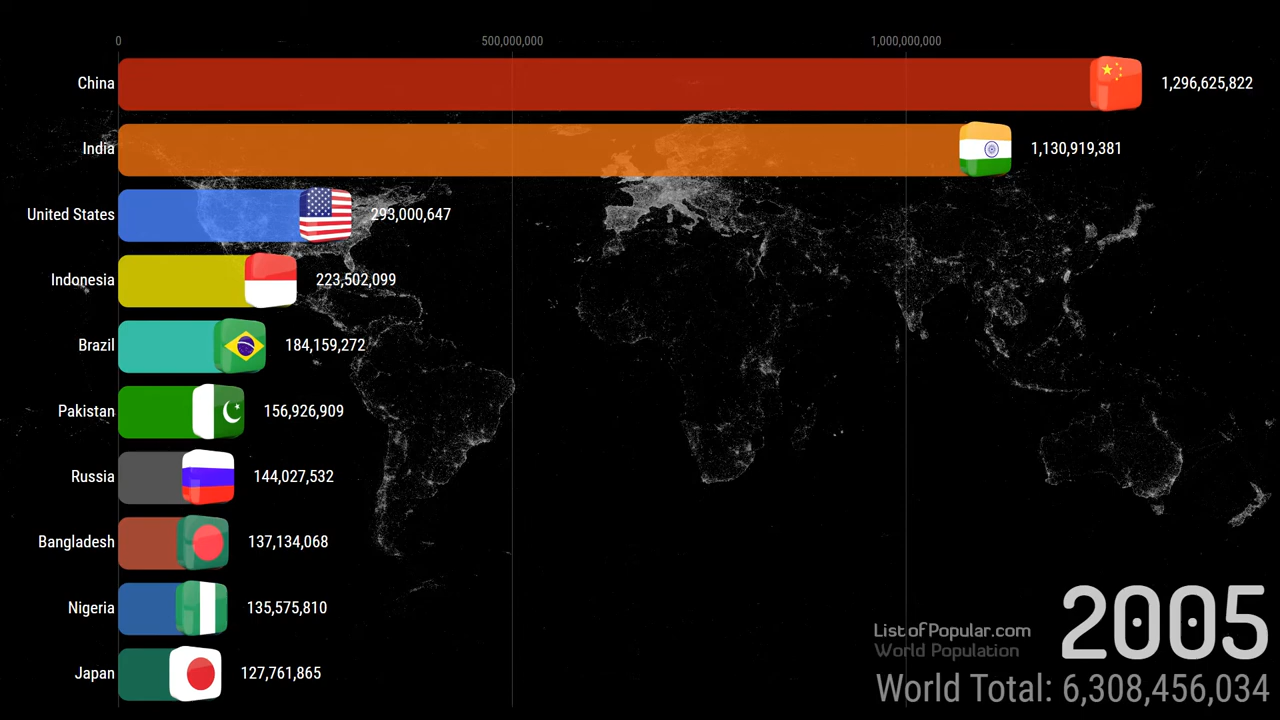 0 500,000,000 1,000,000,000
China 1,296,625,822
India 1,130,919,381
United States 293,000,647
Indonesia 223,502,099
Brazil 184,159,272
Pakistan 156,926,909
Russia 144,027,532
Bangladesh 137,134,068
Nigeria 135,575,810
Japan 127,761,865
2005
ListofPopular.com
World Population
World Total: 6,308,456,034